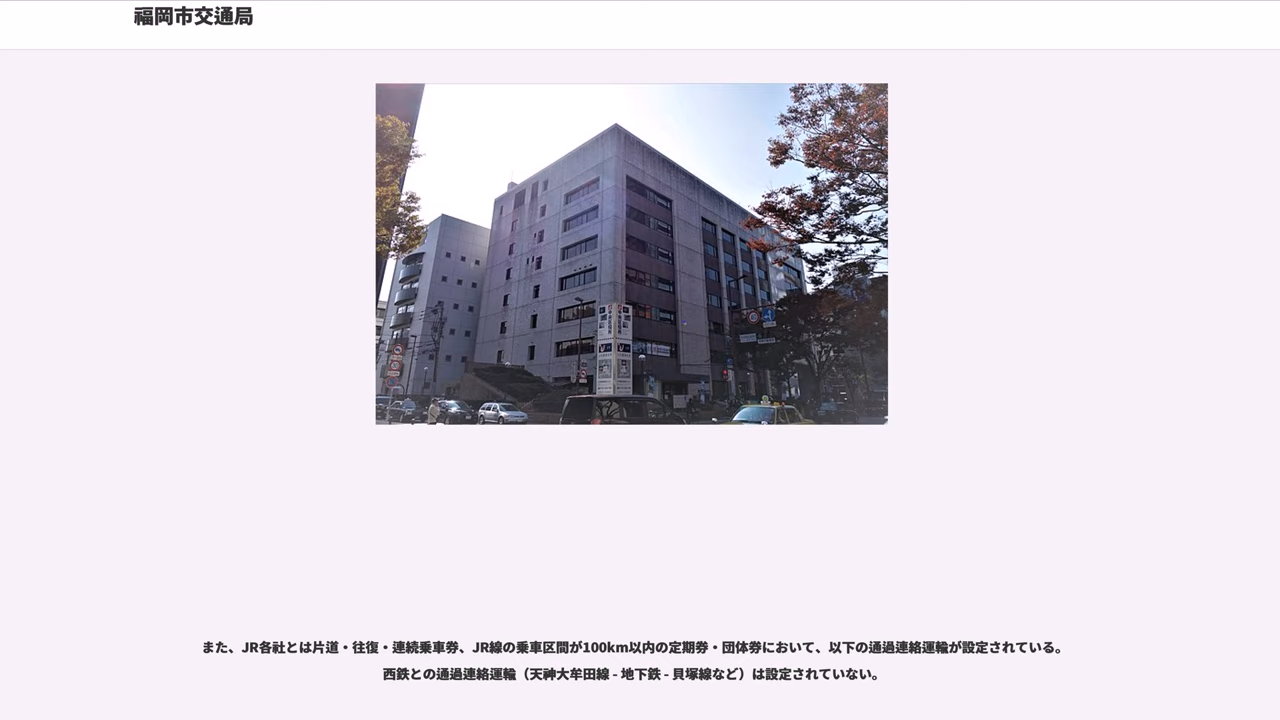 福岡市交通局
また、JR各社とは片道・往復・連続乗車券、JR線の乗車区間が100km以内の定期券・団体券において、以下の通過連絡運輸が設定されている。
西鉄との通過連絡運輸（天神大牟田線 - 地下鉄 - 貝塚線など）は設定されていない。